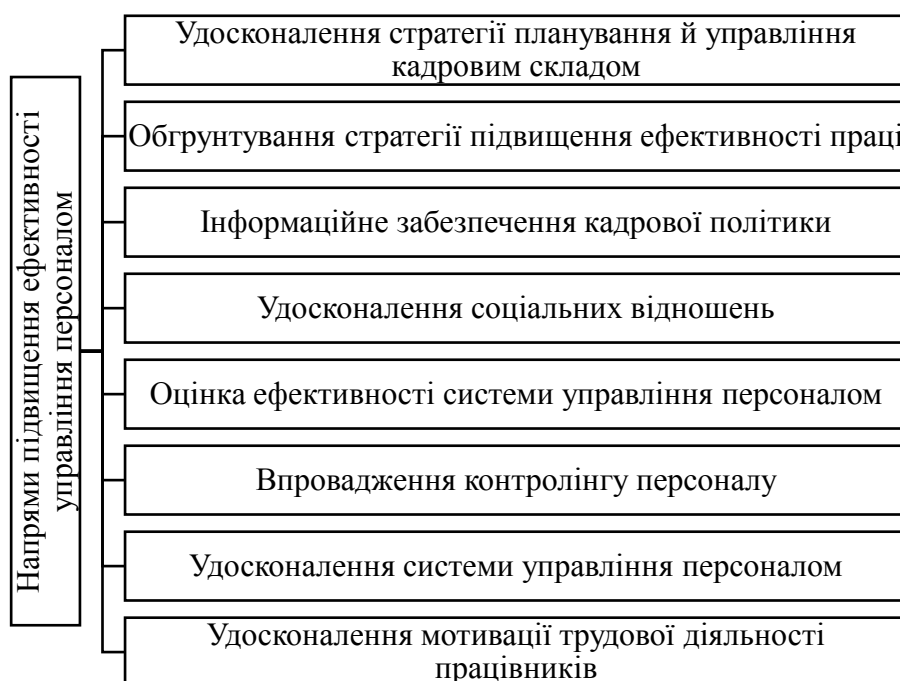 Напрями підвищення ефективності
управління персоналом
Удосконалення стратегії планування й управління
кадровим складом
Обгрунтування стратегії підвищення ефективності праці
Інформаційне забезпечення кадрової політики
Удосконалення соціальних відношень
Оцінка ефективності системи управління персоналом
Впровадження контролінгу персоналу
Удосконалення системи управління персоналом
Удосконалення мотивації трудової діяльності
працівників